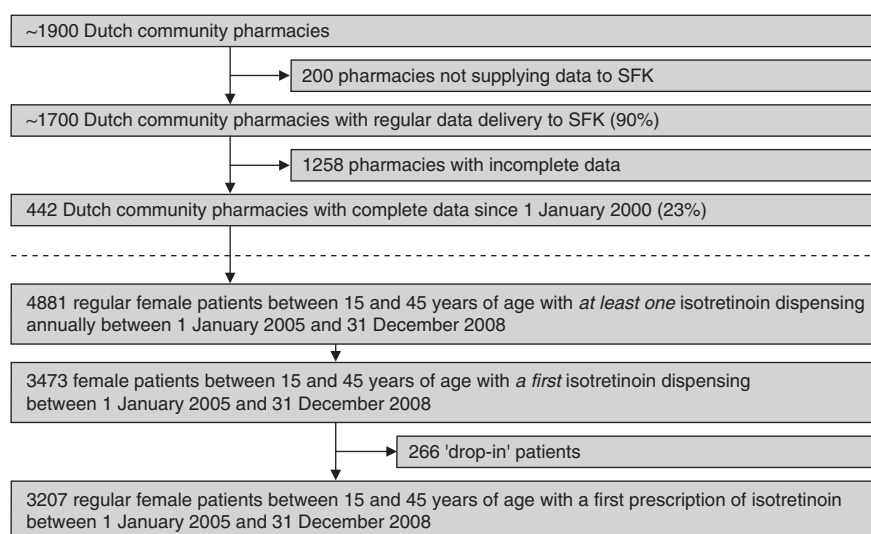 ~1900 Dutch community pharmacies
200 pharmacies not supplying data to SFK
~1700 Dutch community pharmacies with regular data delivery to SFK (90%)
1258 pharmacies with incomplete data
442 Dutch community pharmacies with complete data since 1 January 2000 (23%)
4881 regular female patients between 15 and 45 years of age with at least one isotretinoin dispensing
annually between 1 January 2005 and 31 December 2008
3473 female patients between 15 and 45 years of age with a first isotretinoin dispensing
between 1 January 2005 and 31 December 2008
266 'drop-in' patients
3207 regular female patients between 15 and 45 years of age with a first prescription of isotretinoin
between 1 January 2005 and 31 December 2008